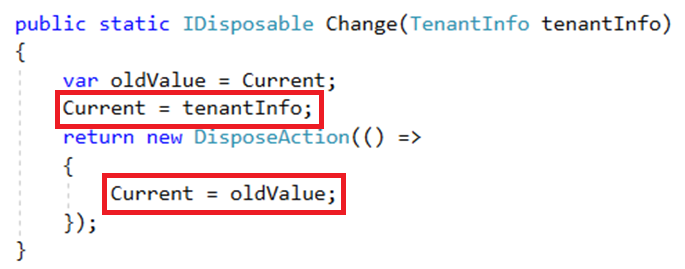 public static IDisposable Change(TenantInfo tenantInfo)
{
var oldValue = Current;
Current = tenantInfo;
return new DisposeAction(() =>
{
Current = oldValue;
});
}